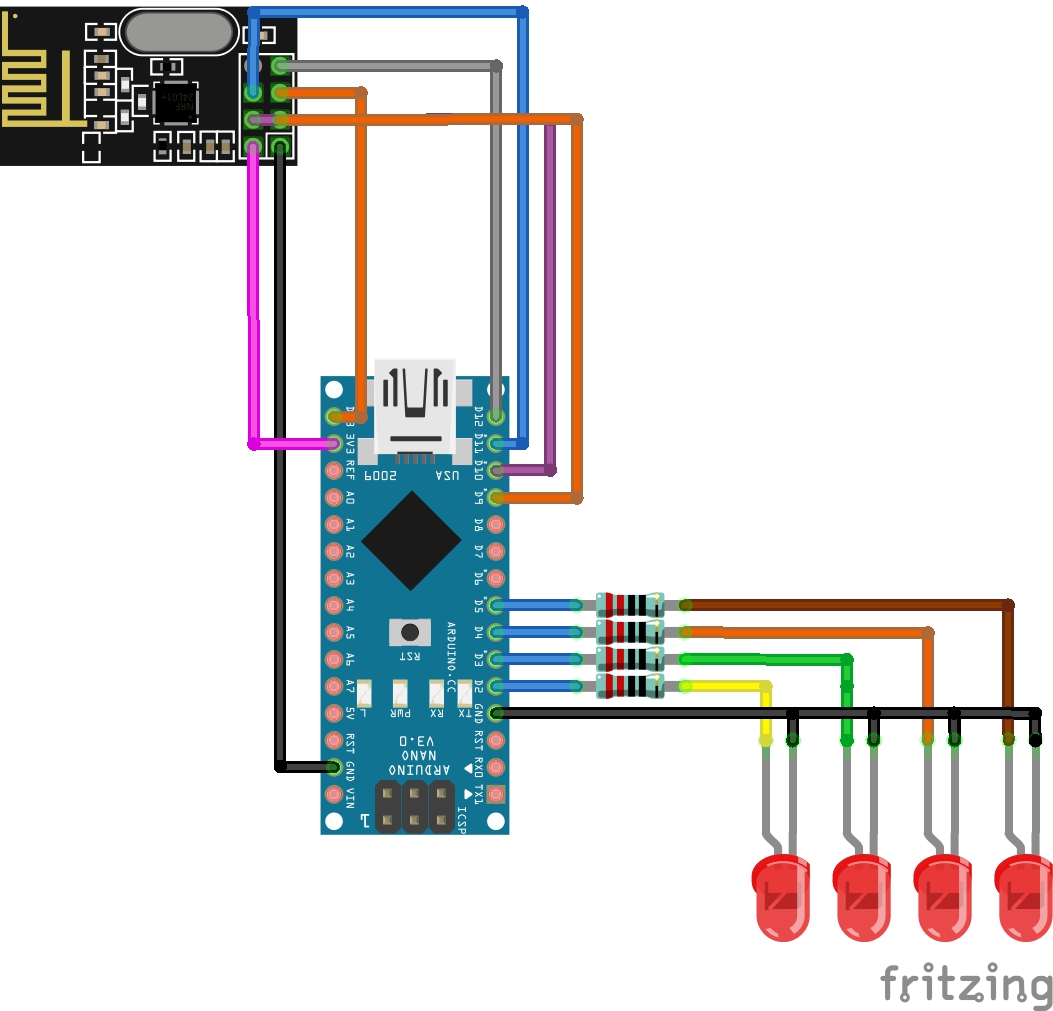 NRF
24L01+
D13
3V3
REF
A0
A1
A2
A3
A4
A5
A6
A7
5V
RST
GND
VIN
D12
D11
D10
D9
D8
D7
D6
D5
D4
D3
D2
GND
RST
RX0
TX1
USA
2009
RST
ARDUINO.CC
TX
RX
PWR
L
ARDUINO
NANO
V3.0
ICSP
1
fritzing